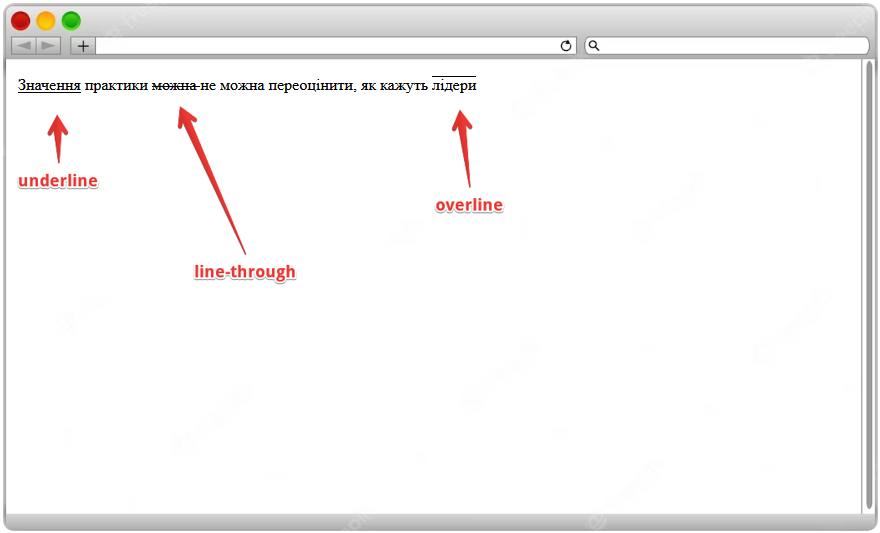 Значення практики можна не можна переоцінити, як кажуть лідери
underline
overline
line-through